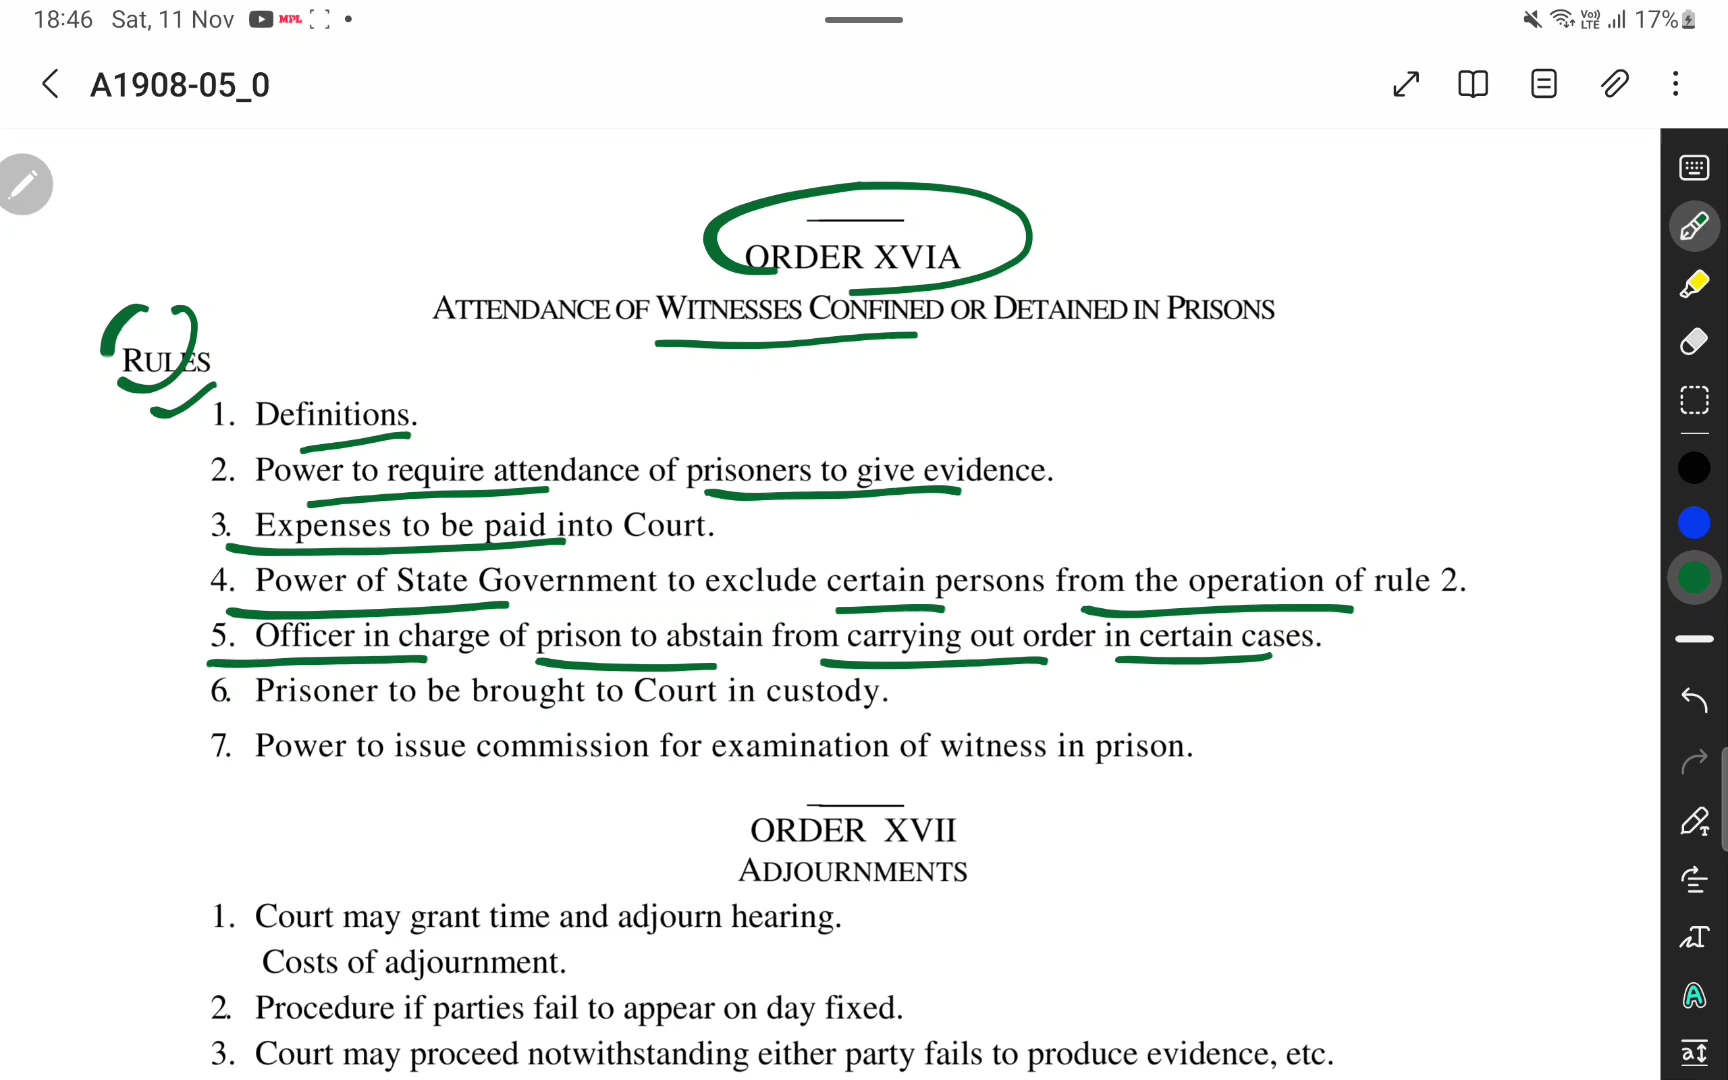 18:46 Sat, 11 Nov MPL
Vo)) LTE 17%
A1908-05_0
ORDER XVIA
ATTENDANCE OF WITNESSES CONFINED OR DETAINED IN PRISONS
RULES
1. Definitions.
2. Power to require attendance of prisoners to give evidence.
3. Expenses to be paid into Court.
4. Power of State Government to exclude certain persons from the operation of rule 2.
5. Officer in charge of prison to abstain from carrying out order in certain cases.
6. Prisoner to be brought to Court in custody.
7. Power to issue commission for examination of witness in prison.
ORDER XVII
ADJOURNMENTS
1. Court may grant time and adjourn hearing.
Costs of adjournment.
2. Procedure if parties fail to appear on day fixed.
3. Court may proceed notwithstanding either party fails to produce evidence, etc.